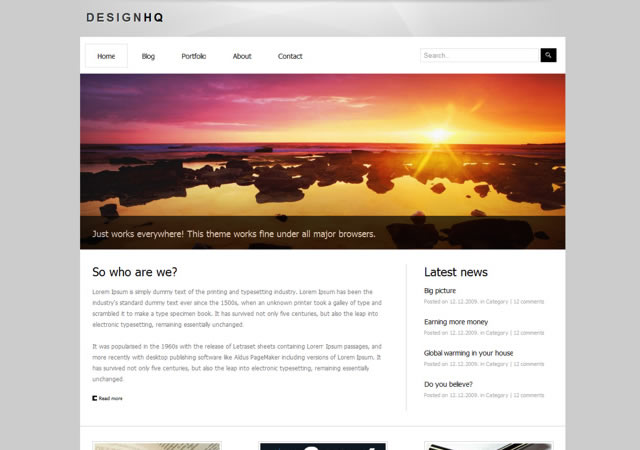 DESIGNHQ
Home Blog Portfolio About Contact Search...
Just works everywhere! This theme works fine under all major browsers.
So who are we?
Lorem Ipsum is simply dummy text of the printing and typesetting industry. Lorem Ipsum has been the
industry's standard dummy text ever since the 1500s, when an unknown printer took a galley of type and
scrambled it to make a type specimen book. It has survived not only five centuries, but also the leap into
electronic typesetting, remaining essentially unchanged.
It was popularised in the 1960s with the release of Letraset sheets containing Lorem Ipsum passages, and
more recently with desktop publishing software like Aldus PageMaker including versions of Lorem Ipsum. It
has survived not only five centuries, but also the leap into electronic typesetting, remaining essentially
unchanged.
Read more
Latest news
Big picture
Posted on 12.12.2009. in Category | 12 comments
Earning more money
Posted on 12.12.2009. in Category | 12 comments
Global warming in your house
Posted on 12.12.2009. in Category | 12 comments
Do you believe?
Posted on 12.12.2009. in Category | 12 comments